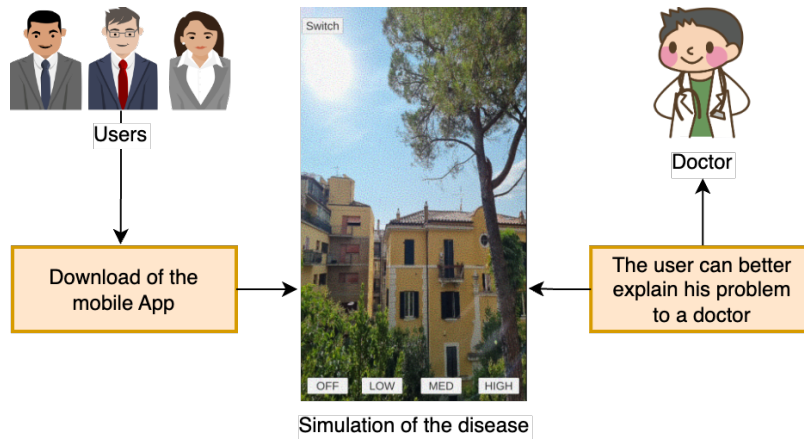 Switch
Users
Doctor
Download of the
mobile App
The user can better
explain his problem
to a doctor
OFF LOW MED HIGH
Simulation of the disease